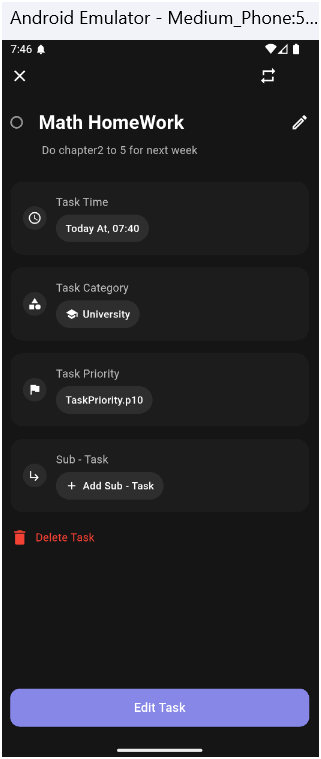 Android Emulator - Medium_Phone:5...
7:46
Math HomeWork
Do chapter2 to 5 for next week
Task Time
Today At, 07:40
Task Category
University
Task Priority
TaskPriority.p10
Sub - Task
+ Add Sub - Task
Delete Task
Edit Task